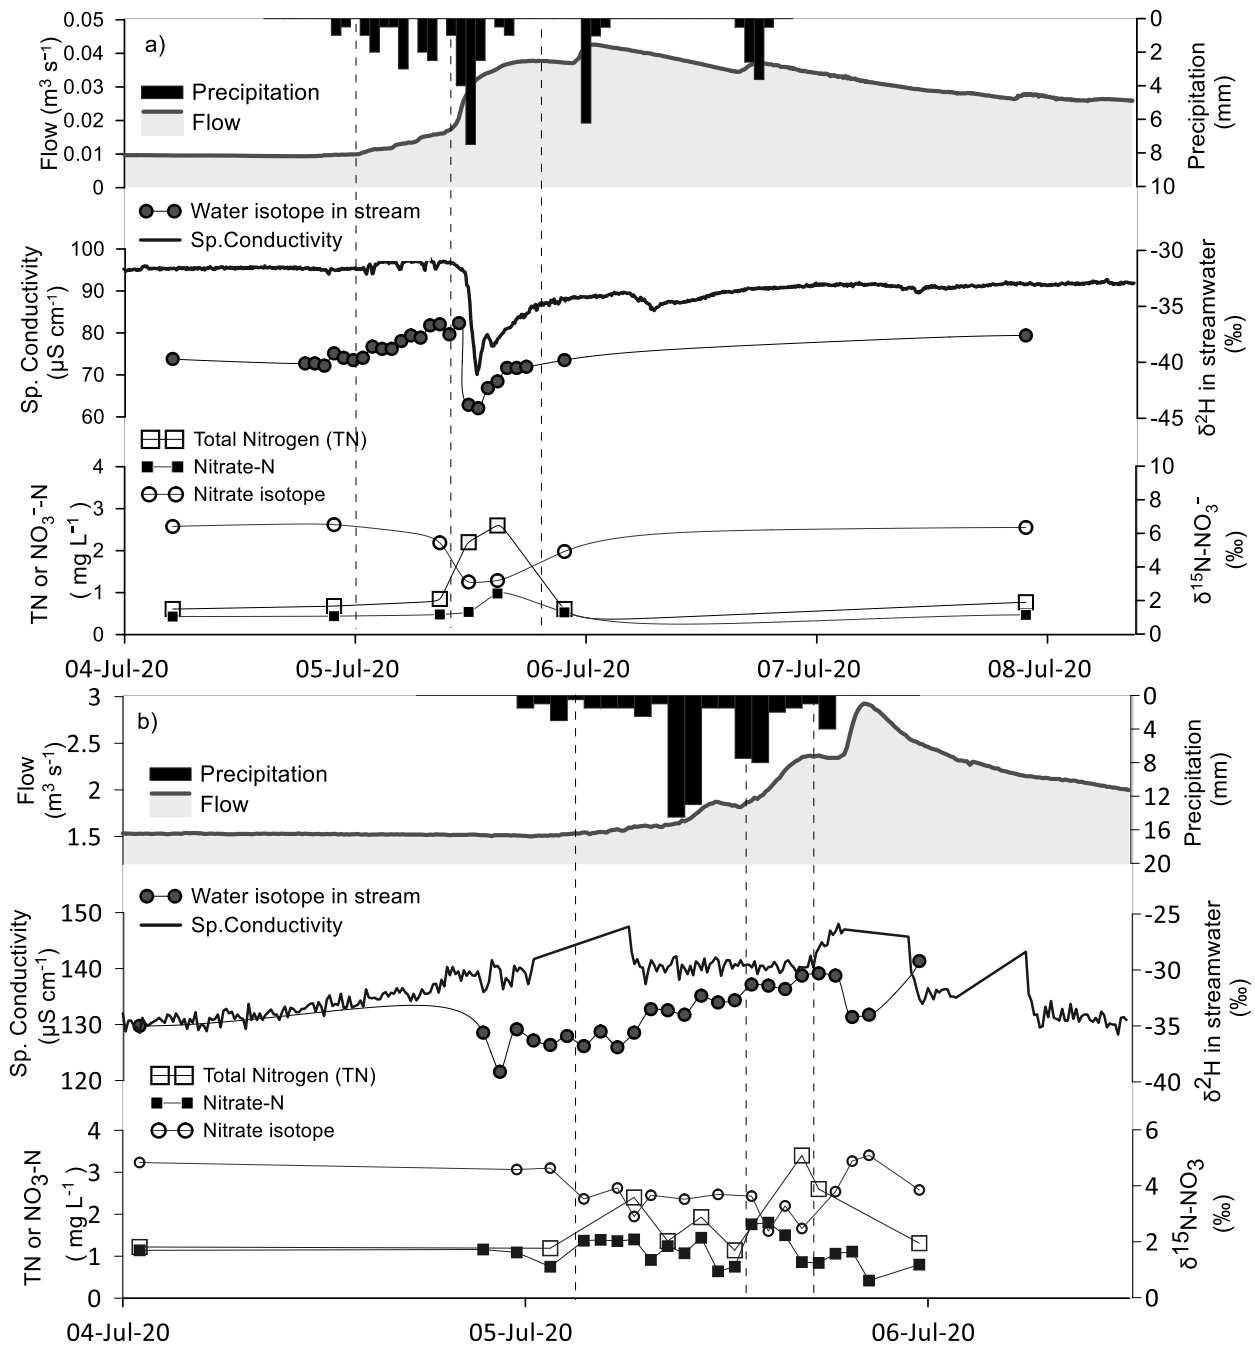 a)
0.05
0.04
0.03
0.02
0.01
0
Flow (m³ s⁻¹)
Precipitation
Flow
0
2
4
6
8
10
Precipitation
(mm)
Water isotope in stream
Sp.Conductivity
100
90
80
70
60
Sp. Conductivity
(µS cm⁻¹)
-30
-35
-40
-45
δ²H in streamwater
(‰)
Total Nitrogen (TN)
Nitrate-N
Nitrate isotope
4
3
2
1
0
TN or NO₃⁻-N
( mg L⁻¹)
10
8
6
4
2
0
δ¹⁵N-NO₃⁻
(‰)
04-Jul-20 05-Jul-20 06-Jul-20 07-Jul-20 08-Jul-20
b)
3
2.5
2
1.5
Flow
(m³ s⁻¹)
Precipitation
Flow
0
4
8
12
16
20
Precipitation
(mm)
Water isotope in stream
Sp.Conductivity
150
140
130
120
Sp. Conductivity
(µS cm⁻¹)
-25
-30
-35
-40
δ²H in streamwater
(‰)
Total Nitrogen (TN)
Nitrate-N
Nitrate isotope
4
3
2
1
0
TN or NO3-N
( mg L⁻¹)
6
4
2
0
δ¹⁵N-NO3
(‰)
04-Jul-20 05-Jul-20 06-Jul-20